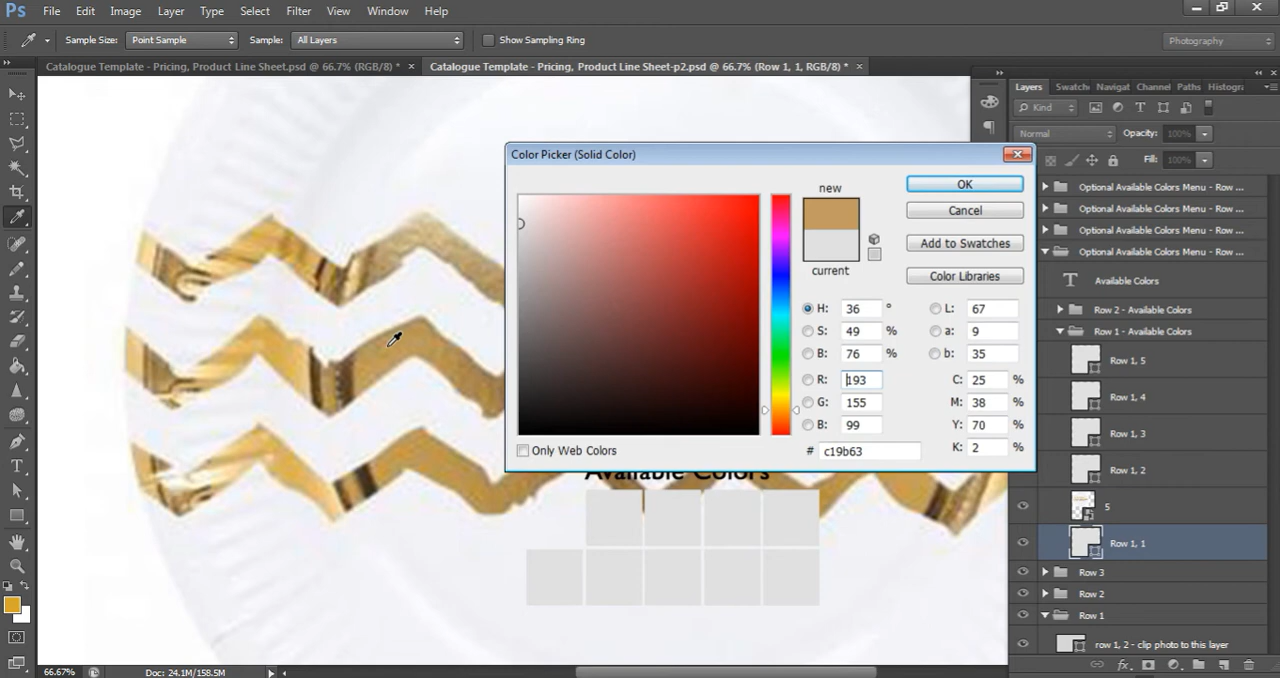 Ps File Edit Image Layer Type Select Filter View Window Help
Sample Size: Point Sample Sample: All Layers Show Sampling Ring Photography
Catalogue Template - Pricing, Product Line Sheet.psd @ 66.7% (RGB/8) * × Catalogue Template - Pricing, Product Line Sheet-p2.psd @ 66.7% (Row 1, 1, RGB/8) * ×
Layers Swatch Navigat Channel Paths Histogra
Kind
Normal Opacity: 100%
Fill: 100%
Optional Available Colors Menu - Row ...
Optional Available Colors Menu - Row ...
Optional Available Colors Menu - Row ...
Optional Available Colors Menu - Row ...
T Available Colors
Row 2 - Available Colors
Row 1 - Available Colors
Row 1, 5
Row 1, 4
Row 1, 3
Row 1, 2
5
Row 1, 1
Row 3
Row 2
Row 1
row 1, 2 - clip photo to this layer
Color Picker (Solid Color)
new
current
OK
Cancel
Add to Swatches
Color Libraries
H: 36 ° L: 67
S: 49 % a: 9
B: 76 % b: 35
R: 193 C: 25 %
G: 155 M: 38 %
B: 99 Y: 70 %
# c19b63 K: 2 %
Only Web Colors
Available Colors
66.67% Doc: 24.1M/158.5M